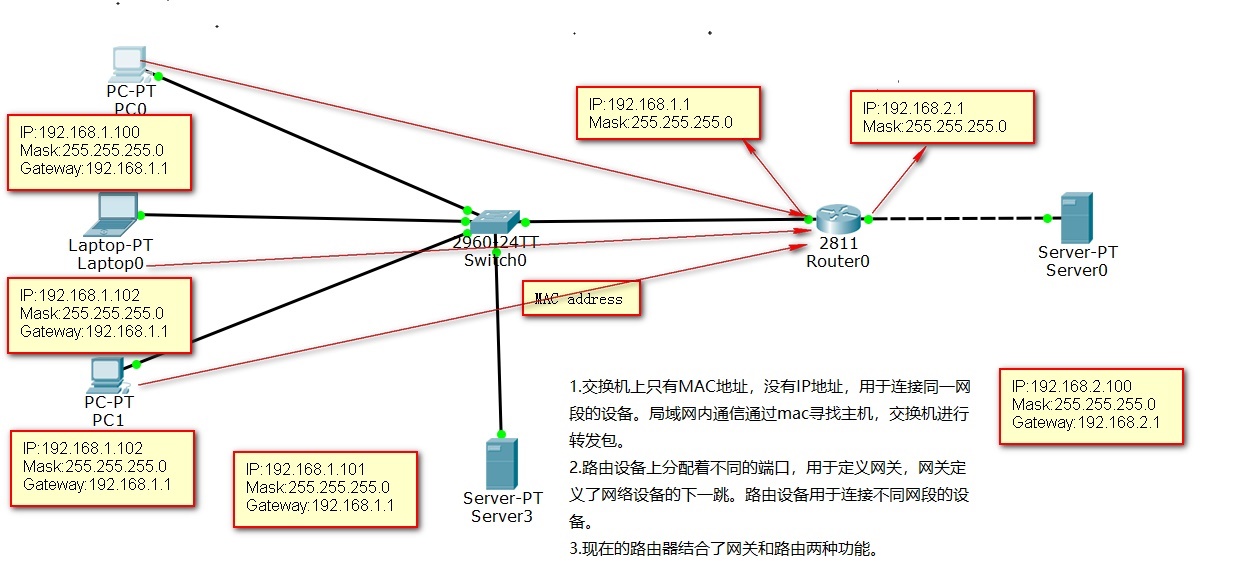 PC-PT
PC0
IP:192.168.1.100
Mask:255.255.255.0
Gateway:192.168.1.1
Laptop-PT
Laptop0
IP:192.168.1.102
Mask:255.255.255.0
Gateway:192.168.1.1
PC-PT
PC1
IP:192.168.1.102
Mask:255.255.255.0
Gateway:192.168.1.1
2960-24TT
Switch0
MAC address
IP:192.168.1.101
Mask:255.255.255.0
Gateway:192.168.1.1
Server-PT
Server3
IP:192.168.1.1
Mask:255.255.255.0
IP:192.168.2.1
Mask:255.255.255.0
2811
Router0
Server-PT
Server0
IP:192.168.2.100
Mask:255.255.255.0
Gateway:192.168.2.1
1.交换机上只有MAC地址，没有IP地址，用于连接同一网
段的设备。局域网内通信通过mac寻找主机，交换机进行
转发包。
2.路由设备上分配着不同的端口，用于定义网关，网关定
义了网络设备的下一跳。路由设备用于连接不同网段的设
备。
3.现在的路由器结合了网关和路由两种功能。